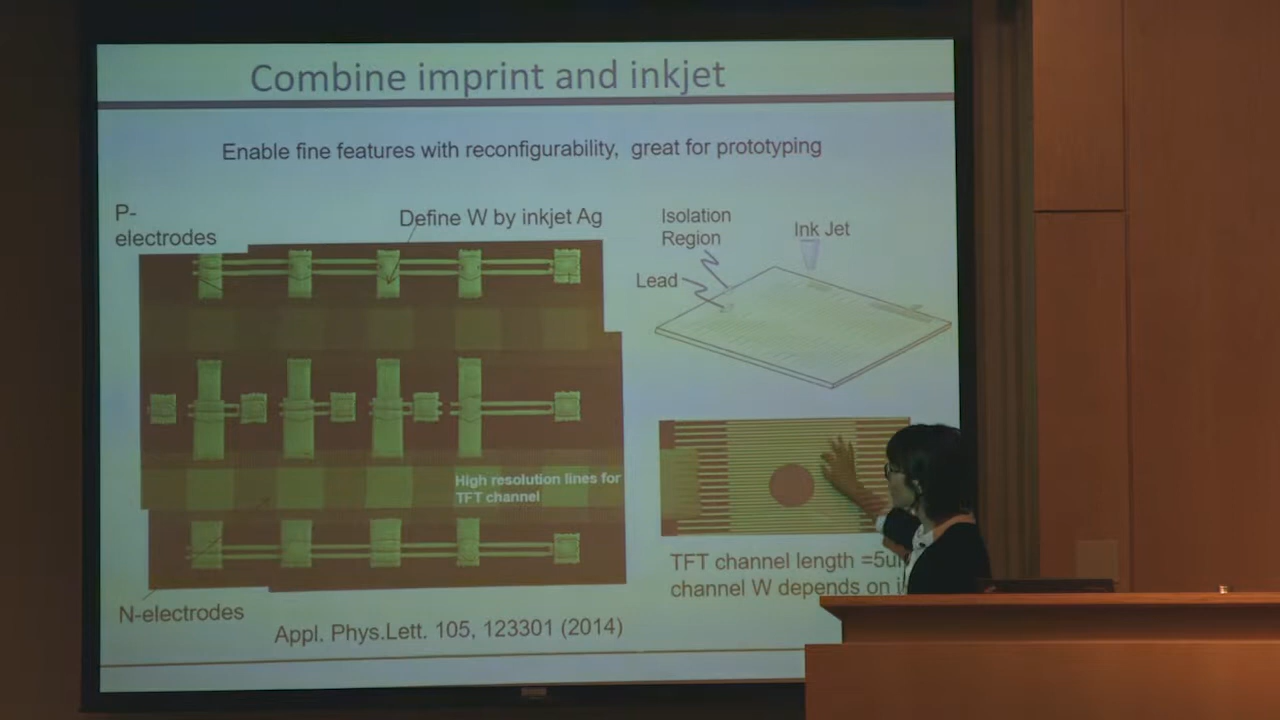 Combine imprint and inkjet
Enable fine features with reconfigurability, great for prototyping
P-
electrodes
Define W by inkjet Ag
Isolation
Region
Ink Jet
Lead
High resolution lines for
TFT channel
TFT channel length =5u
channel W depends on
N-electrodes
Appl. Phys.Lett. 105, 123301 (2014)